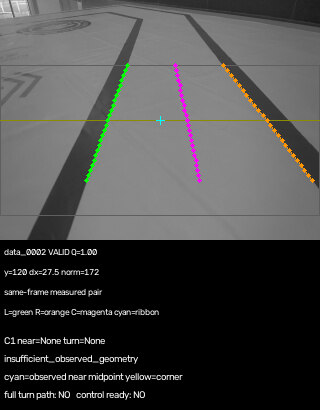 data_0002 VALID Q=1.00
y=120 dx=27.5 norm=172
same-frame measured pair
L=green R=orange C=magenta cyan=ribbon
C1 near=None turn=None
insufficient_observed_geometry
cyan=observed near midpoint yellow=corner
full turn path: NO control ready: NO